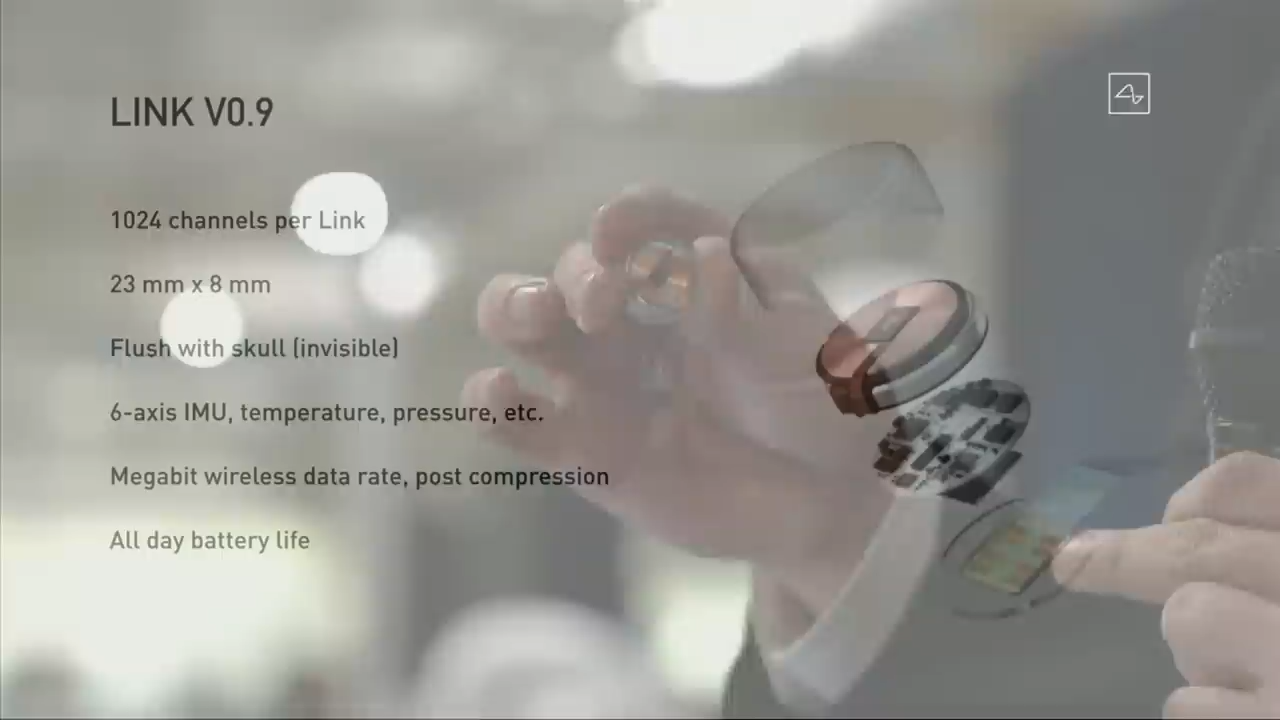 LINK V0.9
1024 channels per Link
23 mm x 8 mm
Flush with skull (invisible)
6-axis IMU, temperature, pressure, etc.
Megabit wireless data rate, post compression
All day battery life